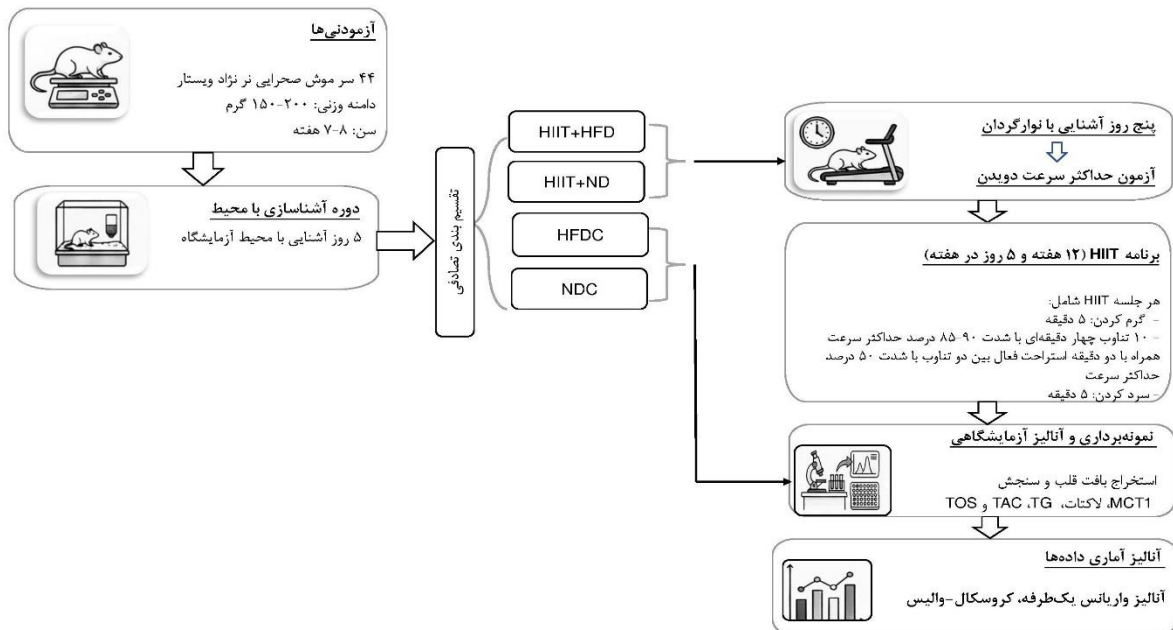 آزمودنی‌ها
۴۴ سر موش صحرایی نر نژاد ویستار
دامنه وزنی: ۲۰۰-۱۵۰ گرم
سن: ۸-۷ هفته
دوره آشناسازی با محیط
۵ روز آشنایی با محیط آزمایشگاه
تقسیم بندی تصادفی
HIIT+HFD
HIIT+ND
HFDC
NDC
پنج روز آشنایی با نوارگردان
آزمون حداکثر سرعت دویدن
برنامه HIIT (۱۲ هفته و ۵ روز در هفته)
هر جلسه HIIT شامل:
- گرم کردن: ۵ دقیقه
- ۱۰ تناوب چهار دقیقه‌ای با شدت ۹۰-۸۵ درصد حداکثر سرعت
همراه با دو دقیقه استراحت فعال بین دو تناوب با شدت ۵۰ درصد
حداکثر سرعت
- سرد کردن: ۵ دقیقه
نمونه‌برداری و آنالیز آزمایشگاهی
استخراج بافت قلب و سنجش
MCT1، لاکتات، TG، TAC و TOS
آنالیز آماری داده‌ها
آنالیز واریانس یک‌طرفه، کروسکال-والیس